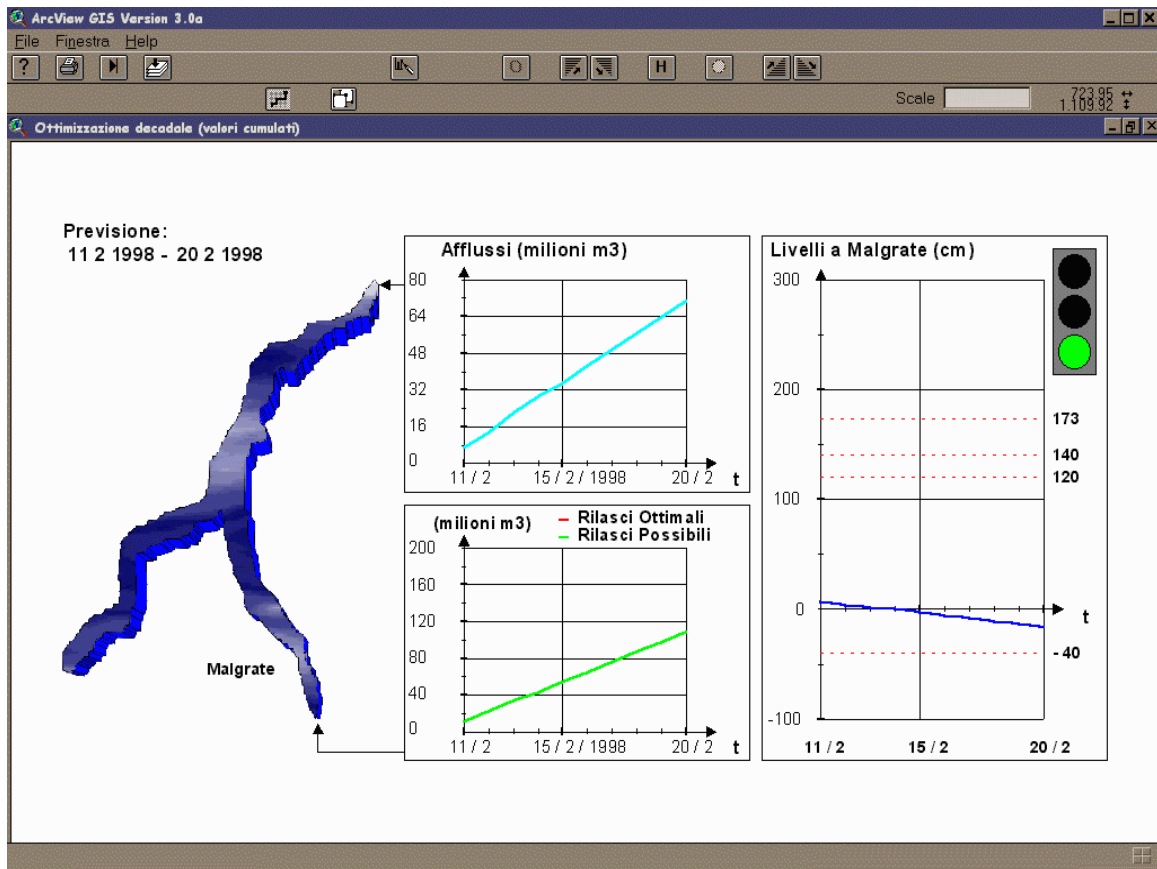 ArcView GIS Version 3.0a
File Finestra Help
?
H
Scale
723.95
1.109.92
Ottimizzazione decadale (valori cumulati)
Previsione:
11 2 1998 - 20 2 1998
Malgrate
Afflussi (milioni m3)
80
64
48
32
16
0
11 / 2 15 / 2 / 1998 20 / 2 t
(milioni m3)
Rilasci Ottimali
Rilasci Possibili
200
160
120
80
40
0
11 / 2 15 / 2 / 1998 20 / 2 t
Livelli a Malgrate (cm)
300
200
173
140
120
100
0
t
- 40
-100
11 / 2 15 / 2 20 / 2